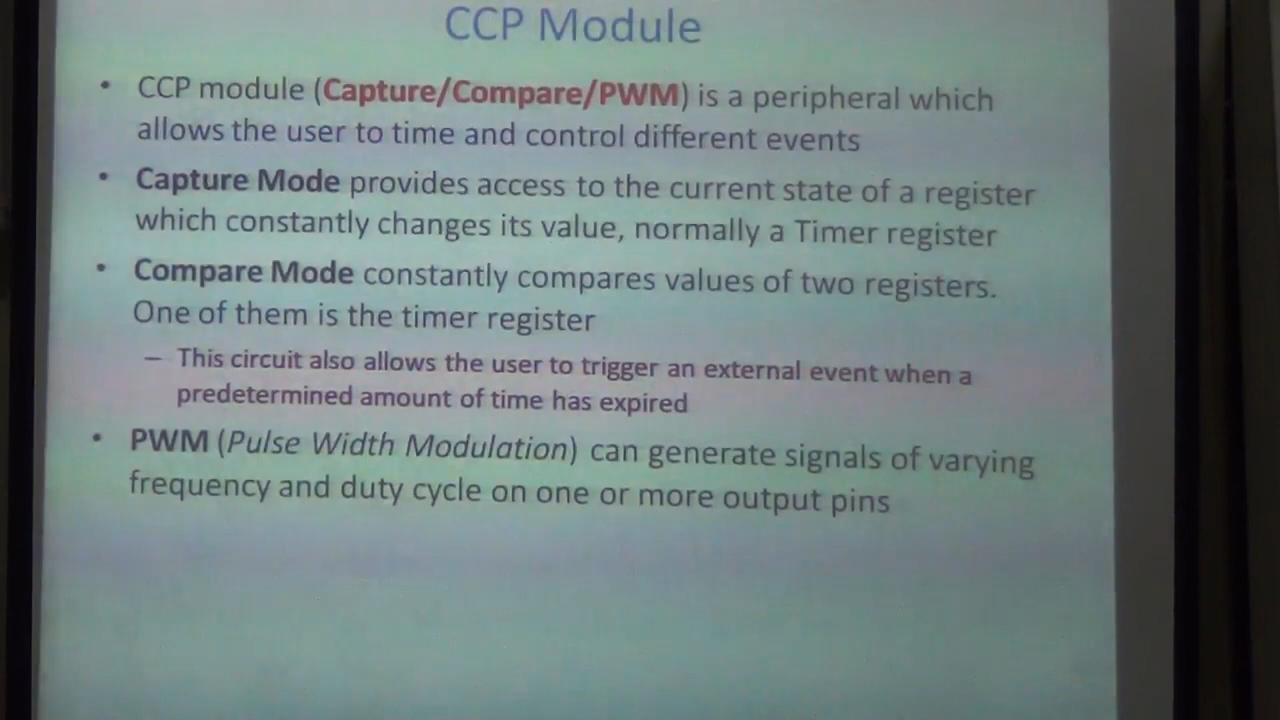 CCP Module
• CCP module (Capture/Compare/PWM) is a peripheral which
allows the user to time and control different events
• Capture Mode provides access to the current state of a register
which constantly changes its value, normally a Timer register
• Compare Mode constantly compares values of two registers.
One of them is the timer register
– This circuit also allows the user to trigger an external event when a
predetermined amount of time has expired
• PWM (Pulse Width Modulation) can generate signals of varying
frequency and duty cycle on one or more output pins